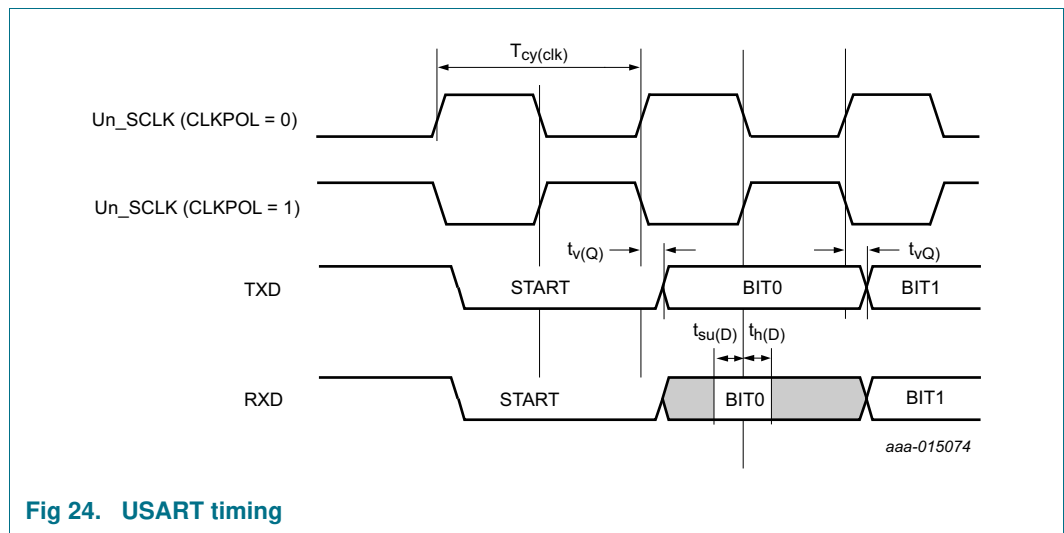 Tcy(clk)
Un_SCLK (CLKPOL = 0)
Un_SCLK (CLKPOL = 1)
tv(Q)
tvQ)
TXD
START
BIT0
BIT1
tsu(D)
th(D)
RXD
START
BIT0
BIT1
aaa-015074
Fig 24. USART timing